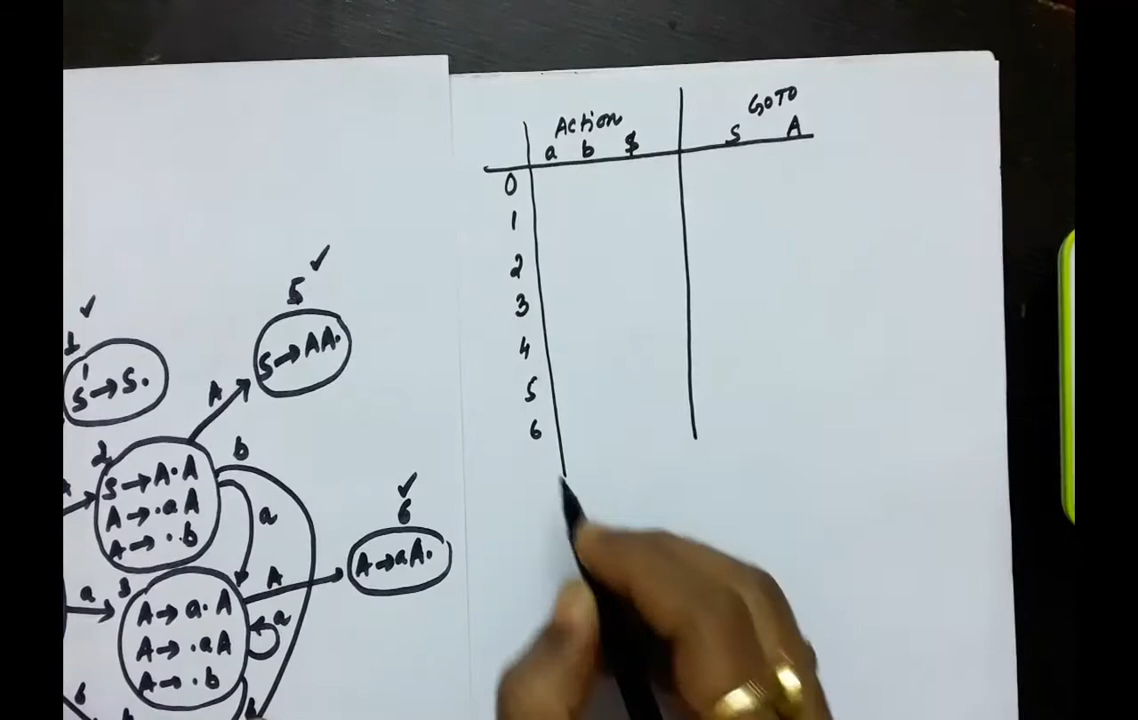 Action GOTO
a b $ S A
0
1
2
3
4
5
6
5 ✓
S → AA.
✓
1
S' → S.
A
2
S → A·A
A → ·aA
A → ·b
b
a
✓
6
A → aA.
A
a 3
A → a·A
A → ·aA
A → ·b
a
b
b
b